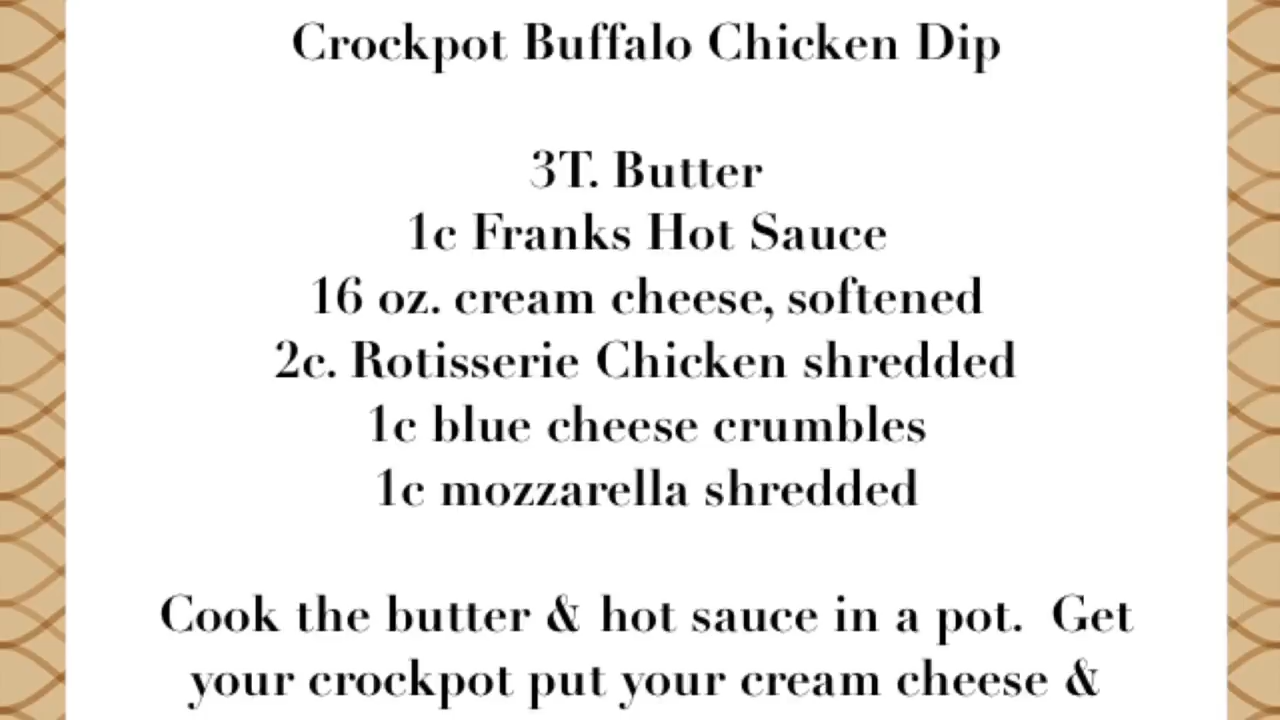 Crockpot Buffalo Chicken Dip
3T. Butter
1c Franks Hot Sauce
16 oz. cream cheese, softened
2c. Rotisserie Chicken shredded
1c blue cheese crumbles
1c mozzarella shredded
Cook the butter & hot sauce in a pot.  Get
your crockpot put your cream cheese &